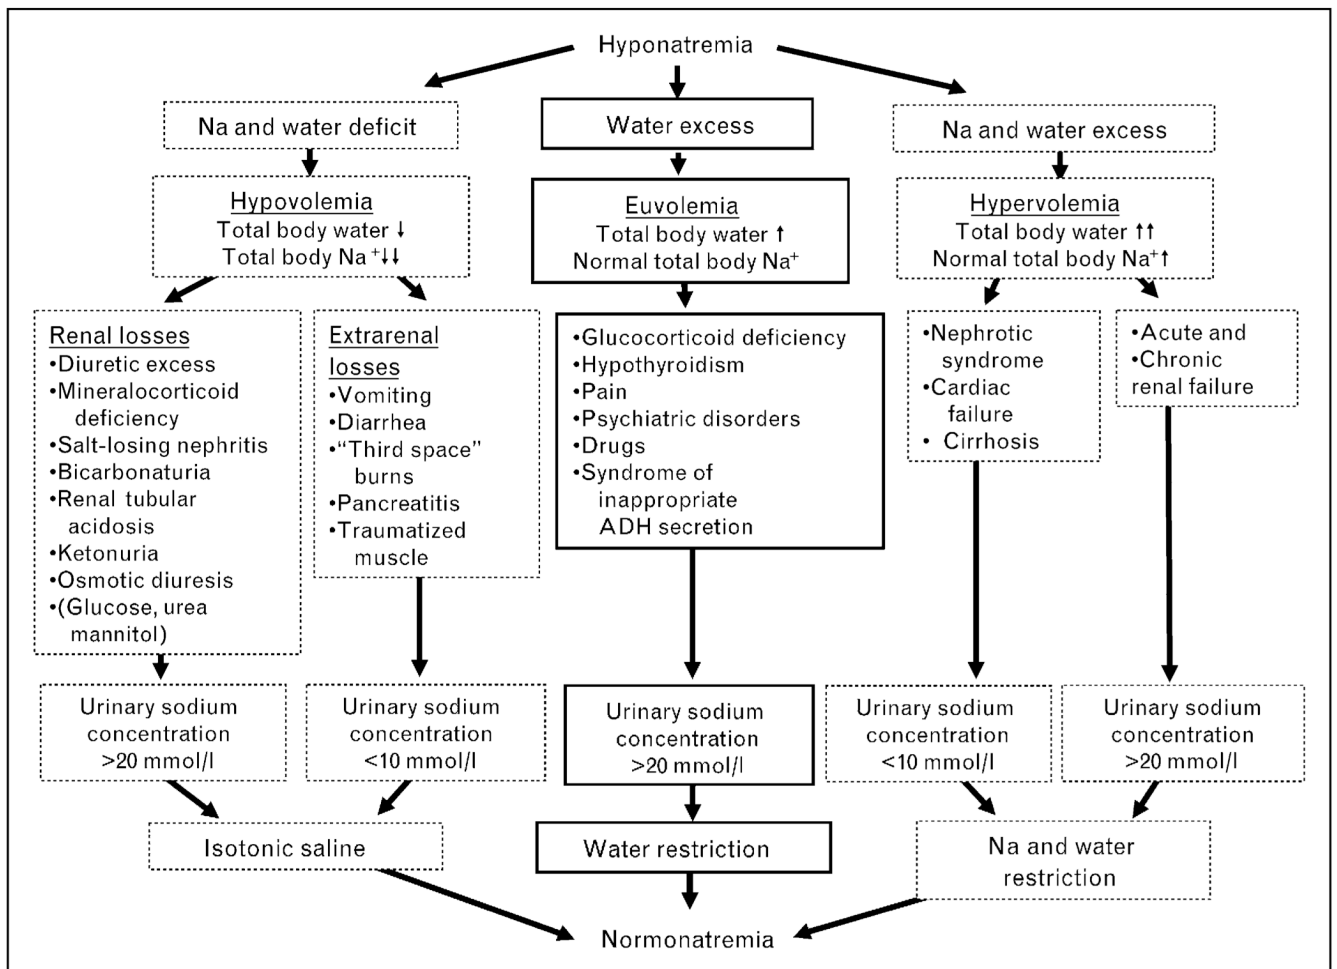 Hyponatremia
Na and water deficit
Water excess
Na and water excess
Hypovolemia
Total body water ↓
Total body Na⁺↓↓
Euvolemia
Total body water ↑
Normal total body Na⁺
Hypervolemia
Total body water ↑↑
Normal total body Na⁺↑
Renal losses
•Diuretic excess
•Mineralocorticoid
deficiency
•Salt-losing nephritis
•Bicarbonaturia
•Renal tubular
acidosis
•Ketonuria
•Osmotic diuresis
•(Glucose, urea
mannitol)
Extrarenal
losses
•Vomiting
•Diarrhea
•“Third space”
burns
•Pancreatitis
•Traumatized
muscle
•Glucocorticoid deficiency
•Hypothyroidism
•Pain
•Psychiatric disorders
•Drugs
•Syndrome of
inappropriate
ADH secretion
•Nephrotic
syndrome
•Cardiac
failure
• Cirrhosis
•Acute and
•Chronic
renal failure
Urinary sodium
concentration
>20 mmol/l
Urinary sodium
concentration
<10 mmol/l
Urinary sodium
concentration
>20 mmol/l
Urinary sodium
concentration
<10 mmol/l
Urinary sodium
concentration
>20 mmol/l
Isotonic saline
Water restriction
Na and water
restriction
Normonatremia